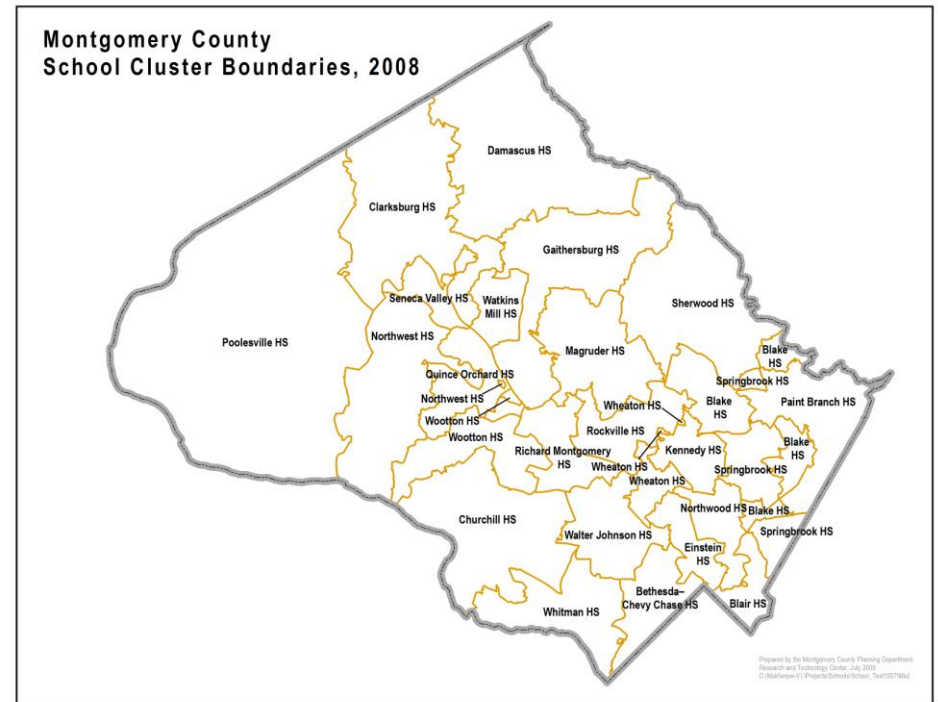 Montgomery County
School Cluster Boundaries, 2008
Damascus HS
Clarksburg HS
Gaithersburg HS
Seneca Valley HS
Watkins
Mill HS
Sherwood HS
Poolesville HS
Northwest HS
Magruder HS
Blake
HS
Quince Orchard HS
Springbrook HS
Northwest HS
Wheaton HS
Blake
HS
Paint Branch HS
Wootton HS
Rockville HS
Wootton HS
Richard Montgomery
HS
Kennedy HS
Blake
HS
Wheaton HS
Springbrook HS
Wheaton HS
Churchill HS
Northwood HS
Blake HS
Walter Johnson HS
Springbrook HS
Einstein
HS
Bethesda–
Chevy Chase HS
Whitman HS
Blair HS
Prepared by the Montgomery County Planning Department
Research and Technology Center, July 2009